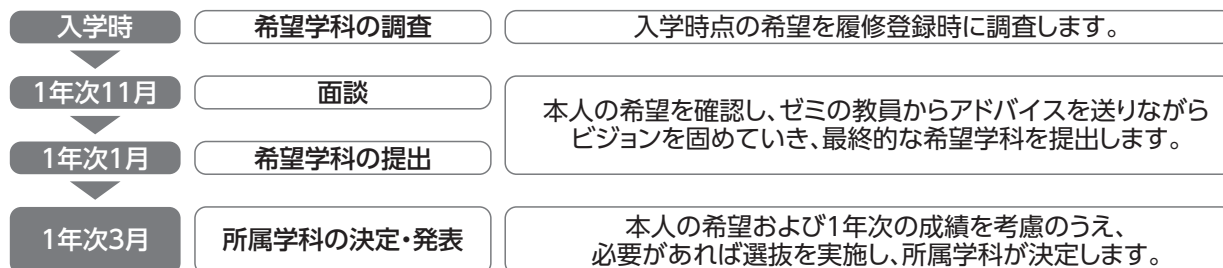 入学時
希望学科の調査
入学時点の希望を履修登録時に調査します。
1年次11月
面談
本人の希望を確認し、ゼミの教員からアドバイスを送りながら
ビジョンを固めていき、最終的な希望学科を提出します。
1年次1月
希望学科の提出
1年次3月
所属学科の決定・発表
本人の希望および1年次の成績を考慮のうえ、
必要があれば選抜を実施し、所属学科が決定します。